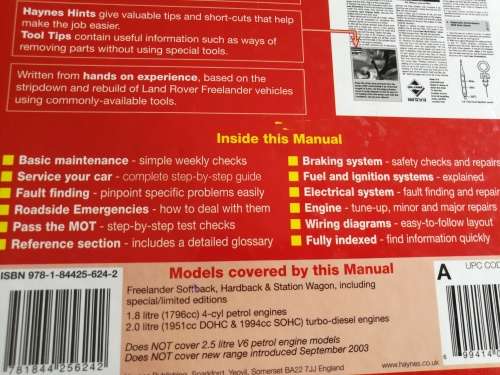 Haynes Hints give valuable tips and short-cuts that help
make the job easier.
Tool Tips contain useful information such as ways of
removing parts without using special tools.
Written from hands on experience, based on the
stripdown and rebuild of Land Rover Freelander vehicles
using commonly-available tools.
Inside this Manual
Basic maintenance - simple weekly checks
Service your car - complete step-by-step guide
Fault finding - pinpoint specific problems easily
Roadside Emergencies - how to deal with them
Pass the MOT - step-by-step test checks
Reference section - includes a detailed glossary
Braking system - safety checks and repairs
Fuel and ignition systems - explained
Electrical system - fault finding and repair
Engine - tune-up, minor and major repairs
Wiring diagrams - easy-to-follow layout
Fully indexed - find information quickly
ISBN 978-1-84425-624-2
781844 256242
Models covered by this Manual
Freelander Softback, Hardback & Station Wagon, including
special/limited editions
1.8 litre (1796cc) 4-cyl petrol engines
2.0 litre (1951cc DOHC & 1994cc SOHC) turbo-diesel engines
Does NOT cover 2.5 litre V6 petrol engine models
Does NOT cover new range introduced September 2003
Publishing, Sparkford, Yeovil, Somerset BA22 7JJ England
www.haynes.co.uk
A
UPC COD
699414